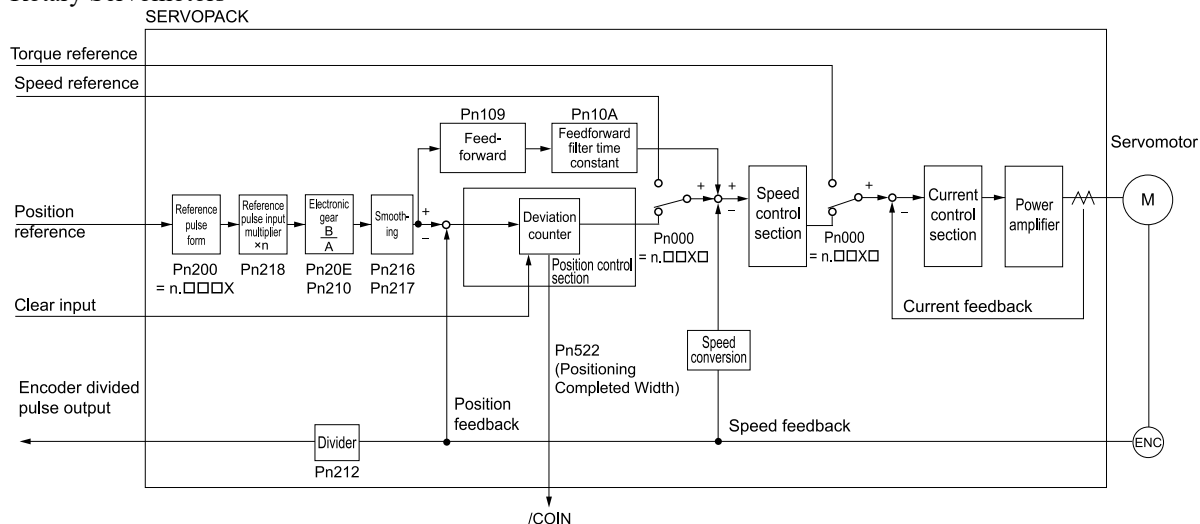 SERVOPACK
Torque reference
Speed reference
Pn109
Feed-
forward
Pn10A
Feedforward
filter time
constant
Servomotor
Position
reference
Reference
pulse
form
Pn200
= n.□□□X
Reference
pulse input
multiplier
×n
Pn218
Electronic
gear
B
A
Pn20E
Pn210
Smooth-
ing
Pn216
Pn217
+
−
Deviation
counter
Position control
section
Pn000
= n.□□X□
+
+
−
Speed
control
section
Pn000
= n.□□X□
+
−
Current
control
section
Power
amplifier
M
Clear input
Current feedback
Speed
conversion
Pn522
(Positioning
Completed Width)
Encoder divided
pulse output
Position
feedback
Speed feedback
Divider
Pn212
ENC
/COIN